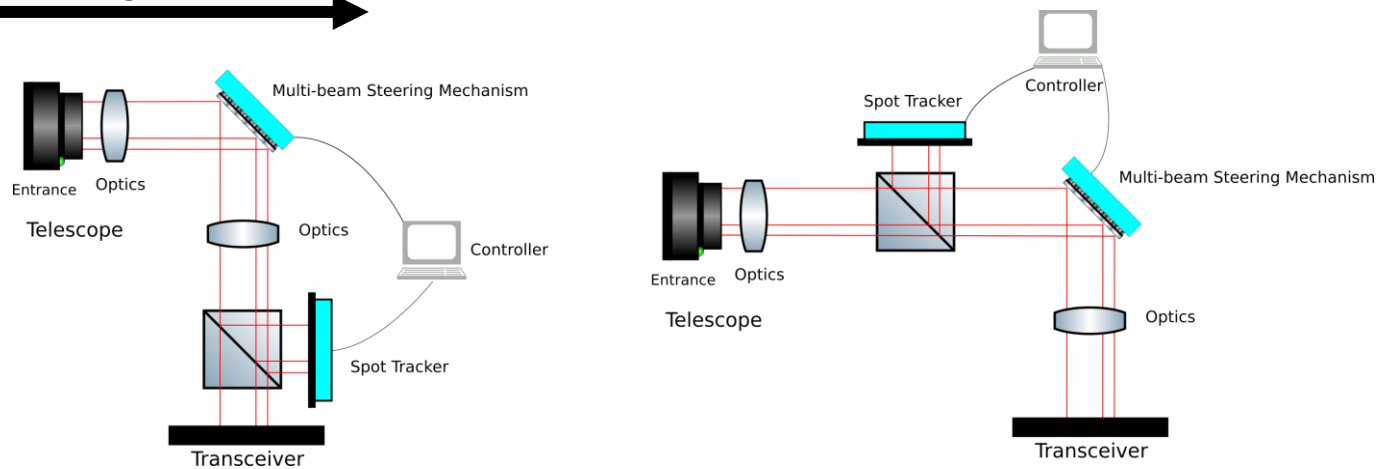 Multi-beam Steering Mechanism
Entrance
Optics
Telescope
Optics
Controller
Spot Tracker
Transceiver
Controller
Spot Tracker
Multi-beam Steering Mechanism
Entrance
Optics
Telescope
Optics
Transceiver